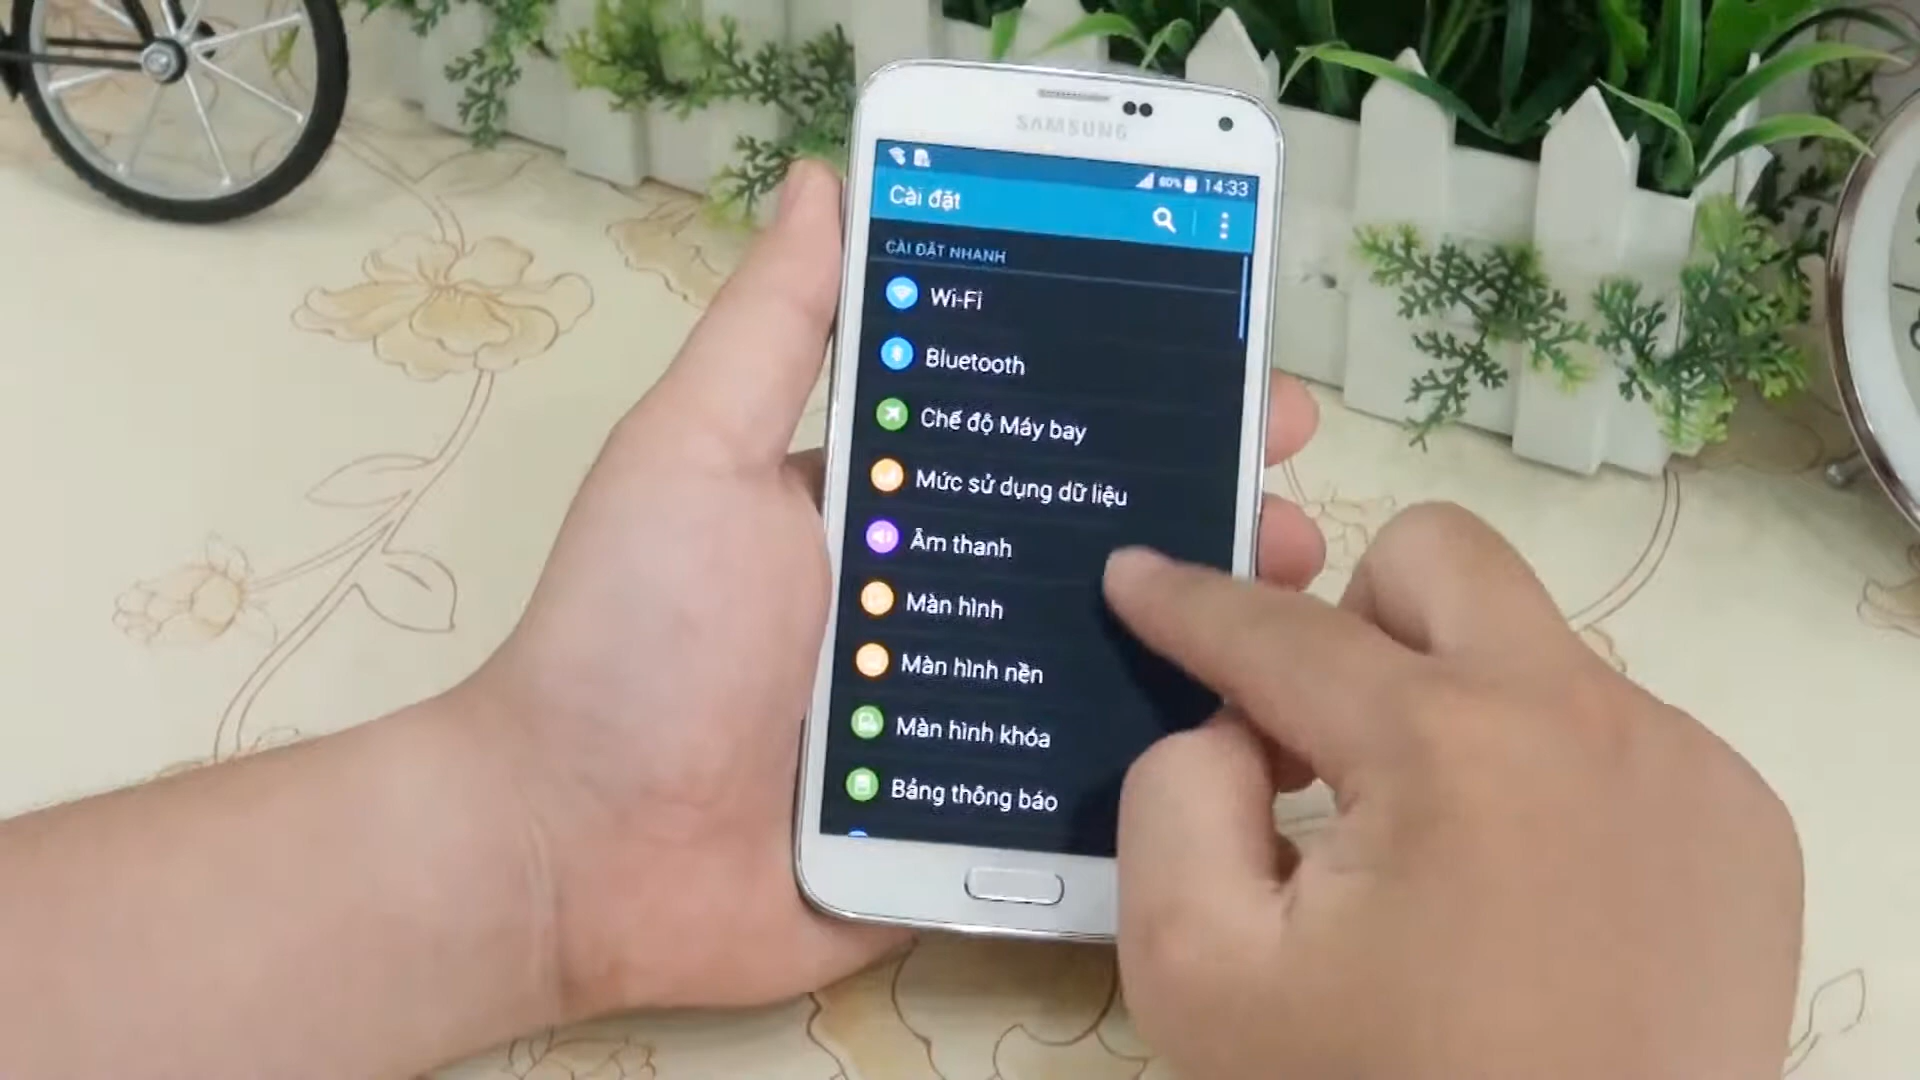 SAMSUNG
80% 14:33
Cài đặt
CÀI ĐẶT NHANH
Wi-Fi
Bluetooth
Chế độ Máy bay
Mức sử dụng dữ liệu
Âm thanh
Màn hình
Màn hình nền
Màn hình khóa
Bảng thông báo